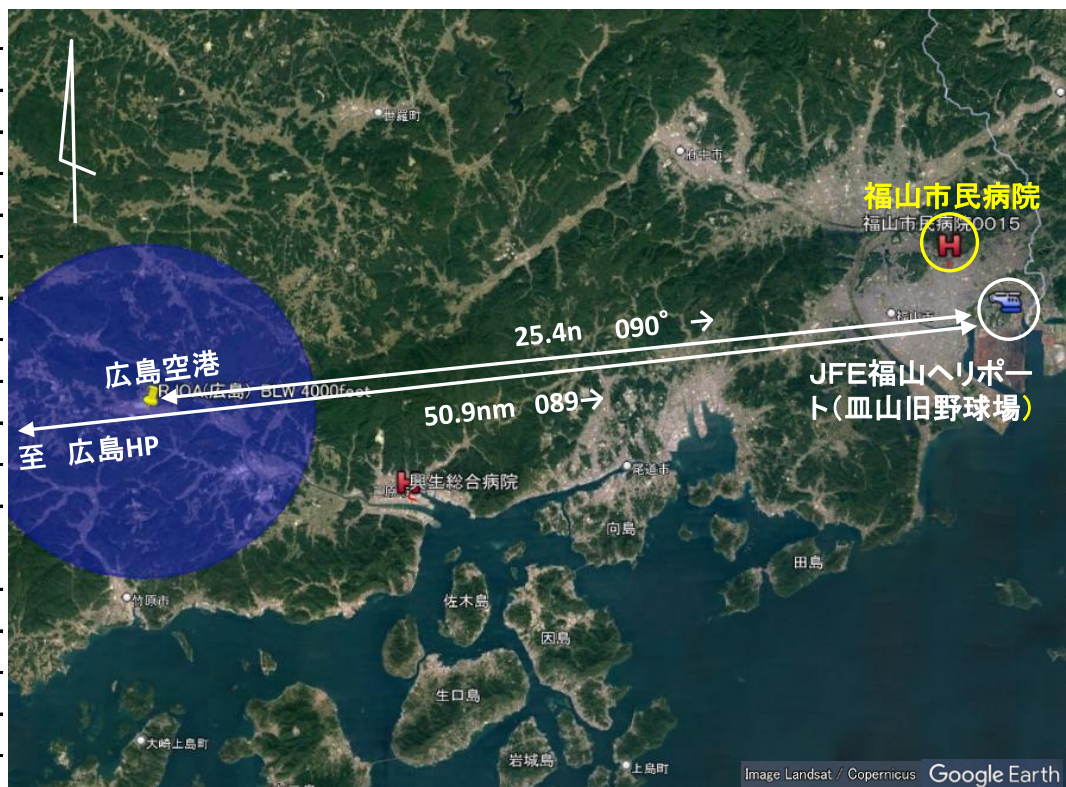 世羅町
府中市
福山市民病院
福山市民病院0015
福山市
25.4n 090° →
広島空港
RJOA(広島) BLW 4000feet
JFE福山ヘリポー
ト(皿山旧野球場)
50.9nm 089→
至 広島HP
興生総合病院
尾道市
向島
田島
竹原市
佐木島
因島
生口島
大崎上島町
岩城島
上島町
Image Landsat / Copernicus
Google Earth